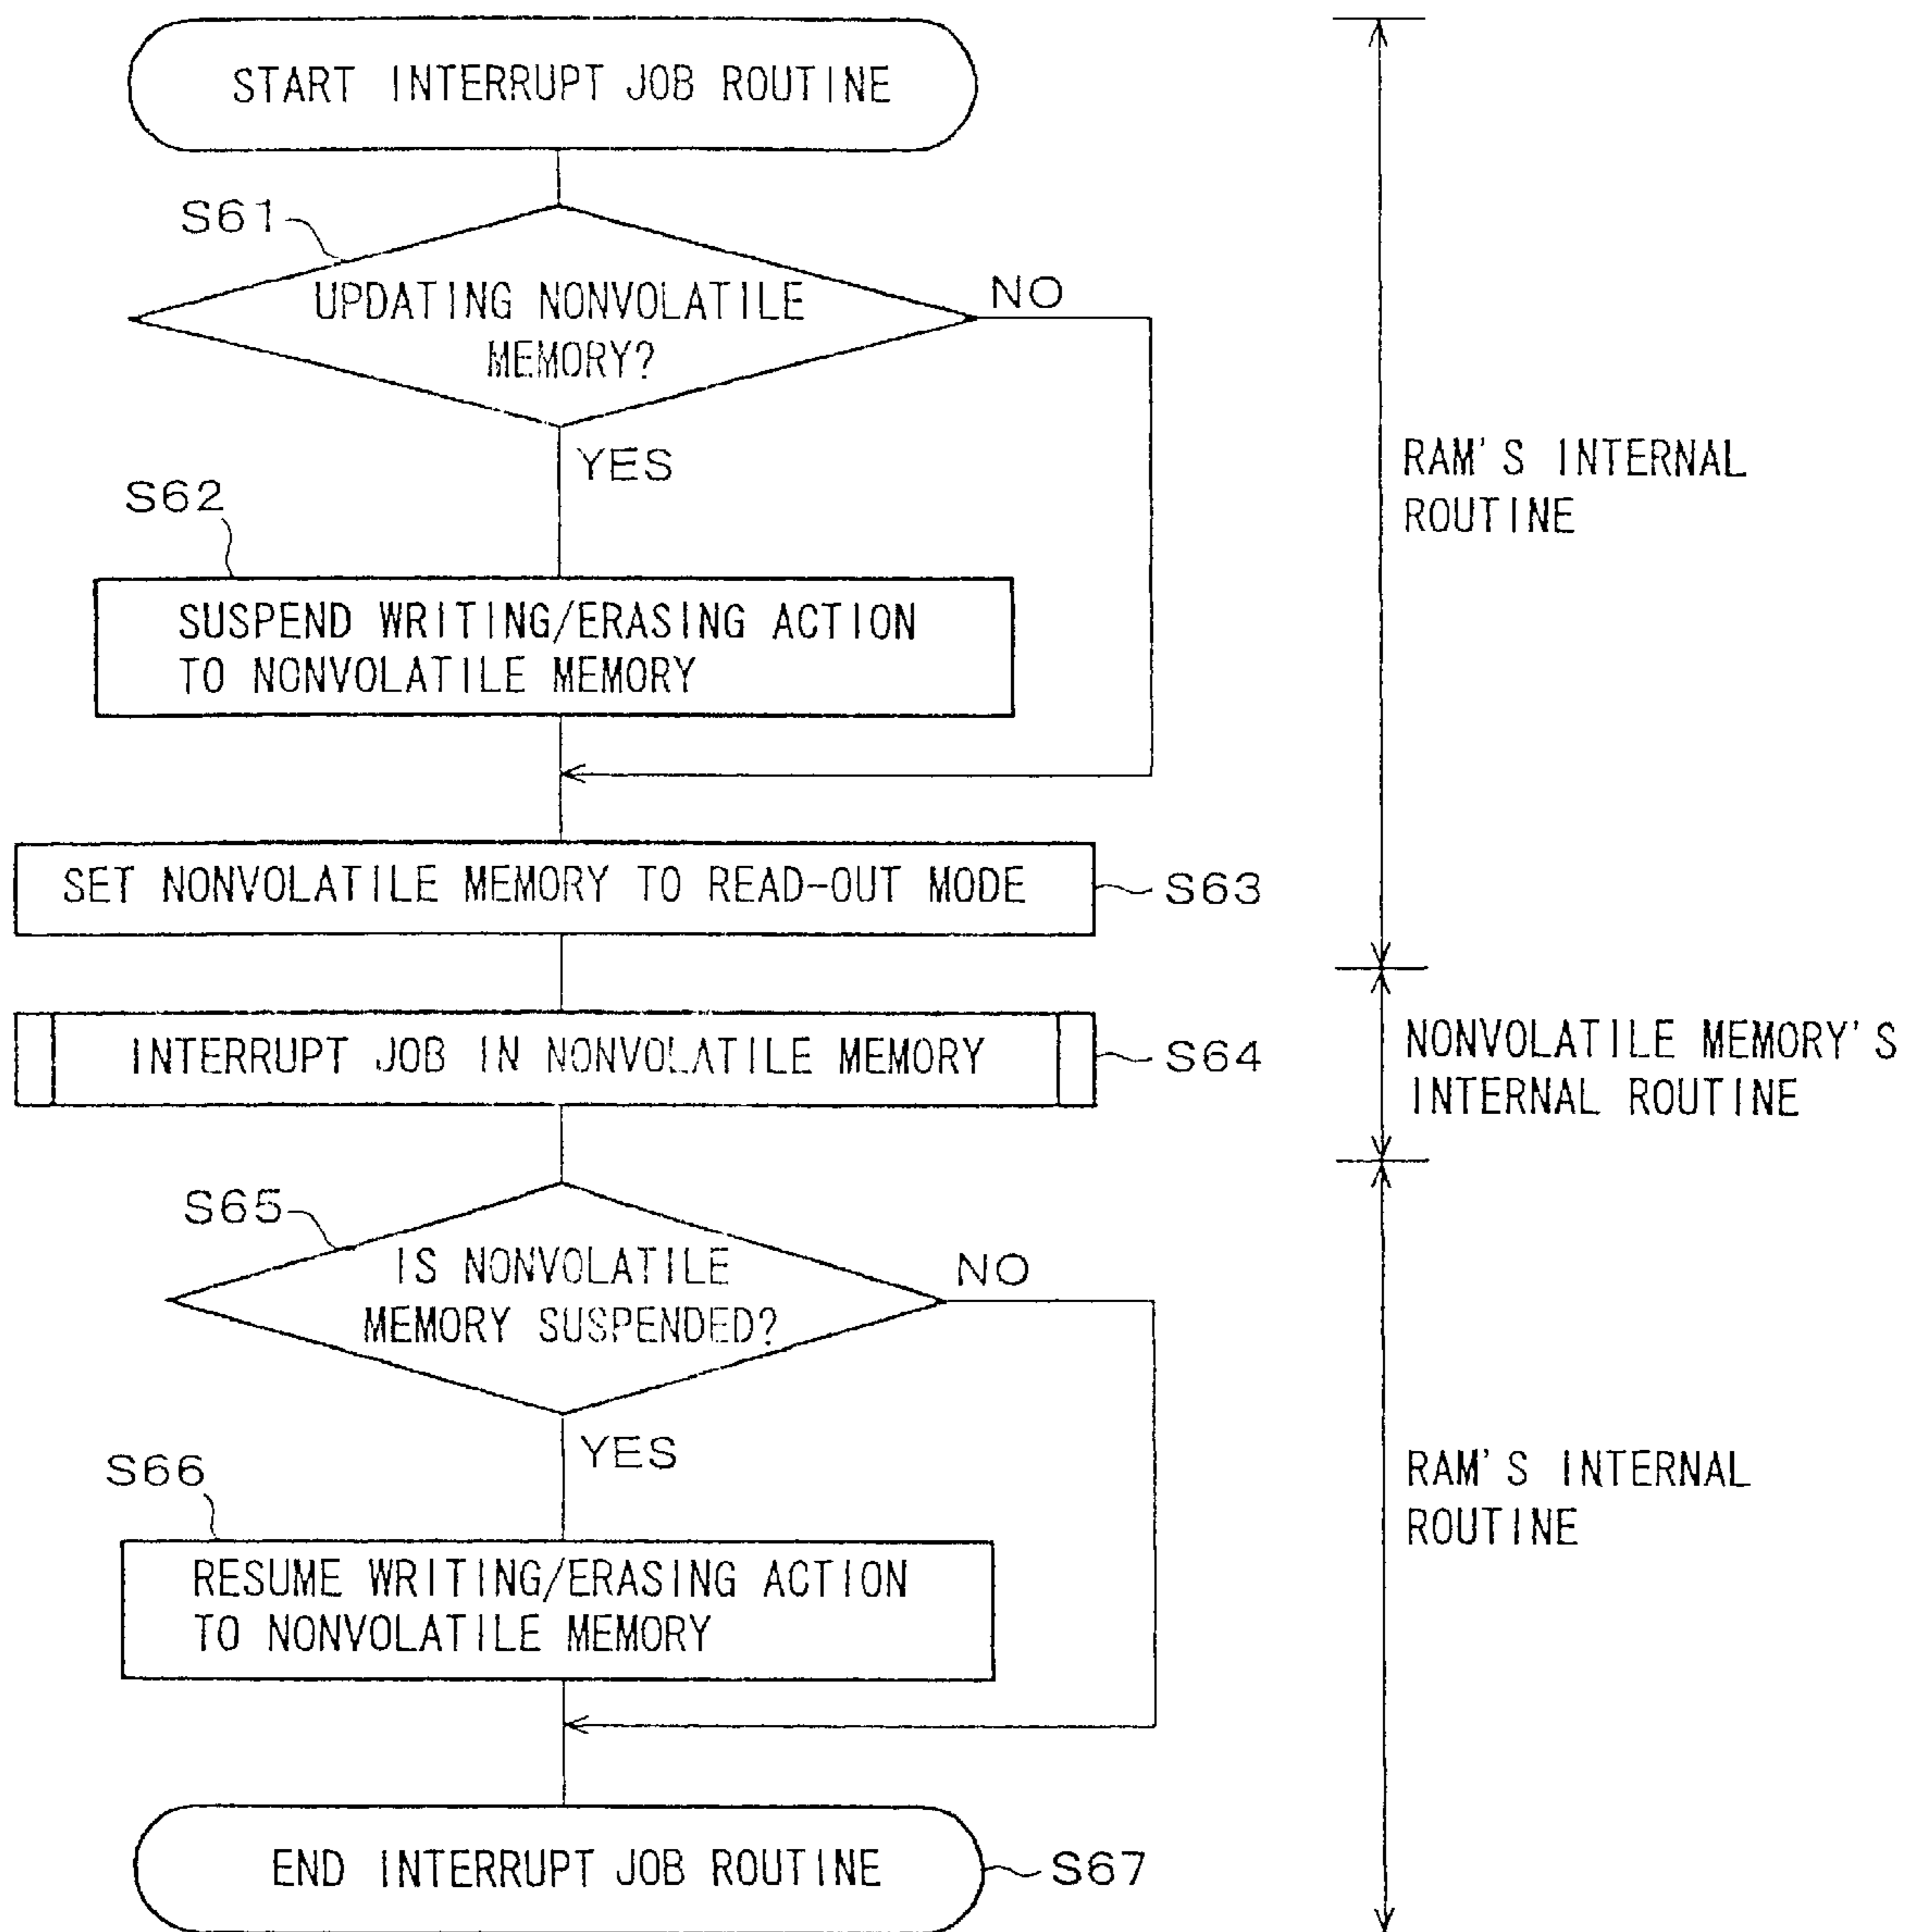 START INTERRUPT JOB ROUTINE
S61
UPDATING NONVOLATILE
MEMORY?
NO
YES
S62
SUSPEND WRITING/ERASING ACTION
TO NONVOLATILE MEMORY
RAM'S INTERNAL
ROUTINE
SET NONVOLATILE MEMORY TO READ-OUT MODE
S63
INTERRUPT JOB IN NONVOLATILE MEMORY
S64
NONVOLATILE MEMORY'S
INTERNAL ROUTINE
S65
IS NONVOLATILE
MEMORY SUSPENDED?
NO
YES
S66
RESUME WRITING/ERASING ACTION
TO NONVOLATILE MEMORY
RAM'S INTERNAL
ROUTINE
END INTERRUPT JOB ROUTINE
S67